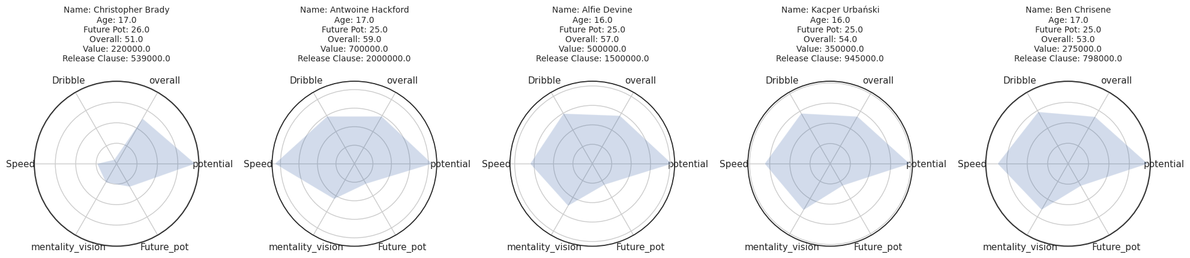 Name: Christopher Brady
Age: 17.0
Future Pot: 26.0
Overall: 51.0
Value: 220000.0
Release Clause: 539000.0
Dribble
overall
Speed
potential
mentality_vision
Future_pot
Name: Antwoine Hackford
Age: 17.0
Future Pot: 25.0
Overall: 59.0
Value: 700000.0
Release Clause: 2000000.0
Dribble
overall
Speed
potential
mentality_vision
Future_pot
Name: Alfie Devine
Age: 16.0
Future Pot: 25.0
Overall: 57.0
Value: 500000.0
Release Clause: 1500000.0
Dribble
overall
Speed
potential
mentality_vision
Future_pot
Name: Kacper Urbański
Age: 16.0
Future Pot: 25.0
Overall: 54.0
Value: 350000.0
Release Clause: 945000.0
Dribble
overall
Speed
potential
mentality_vision
Future_pot
Name: Ben Chrisene
Age: 17.0
Future Pot: 25.0
Overall: 53.0
Value: 275000.0
Release Clause: 798000.0
Dribble
overall
Speed
potential
mentality_vision
Future_pot